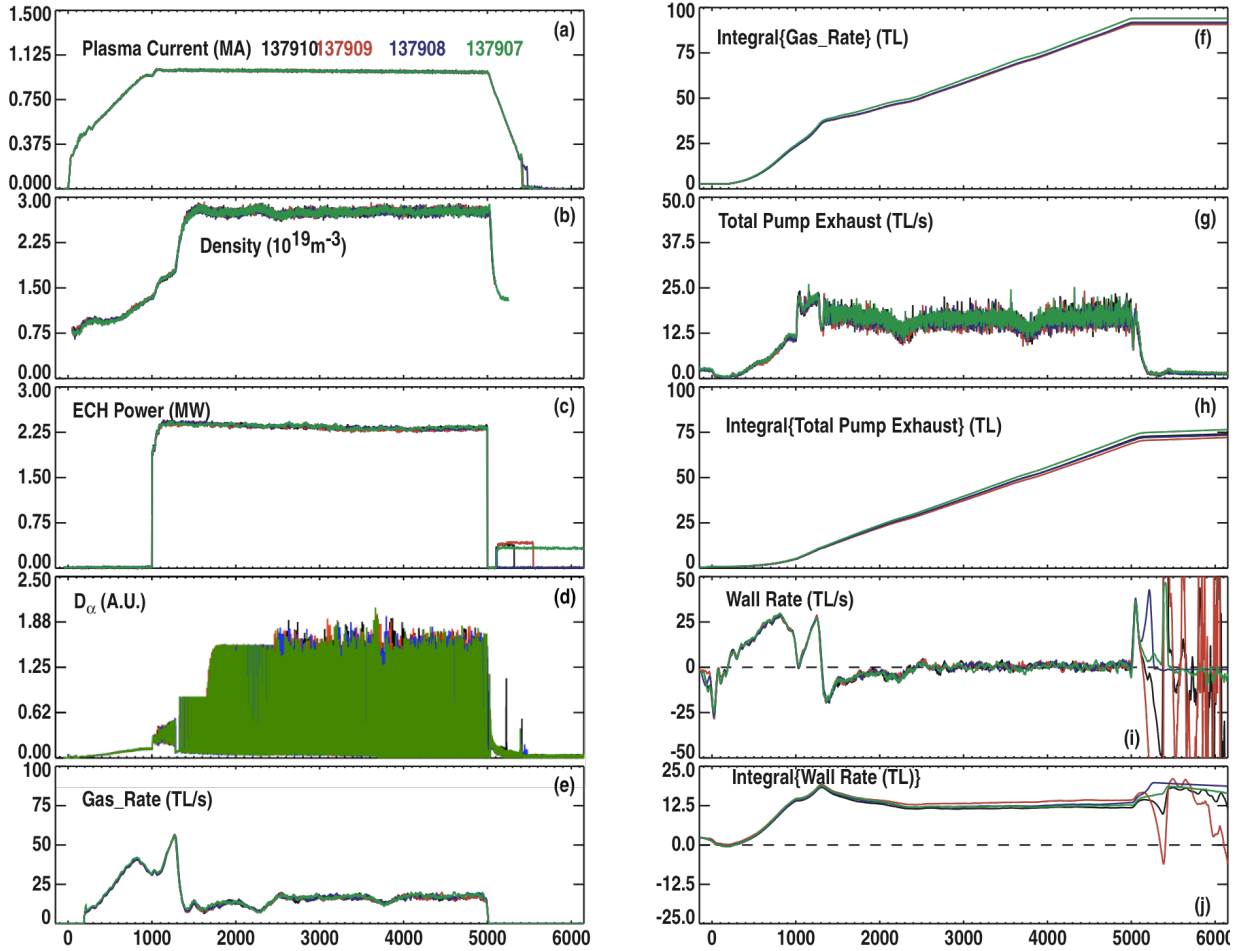 1.500
1.125
0.750
0.375
0.000
(a)
Plasma Current (MA) 137910 137909 137908 137907
3.00
2.25
1.50
0.75
0.00
(b)
Density (10^19 m^-3)
3.00
2.25
1.50
0.75
0.00
(c)
ECH Power (MW)
2.50
1.88
1.25
0.62
0.00
(d)
Dα (A.U.)
100
75
50
25
0
(e)
Gas_Rate (TL/s)
0 1000 2000 3000 4000 5000 6000
100
75
50
25
0
(f)
Integral{Gas_Rate} (TL)
50.0
37.5
25.0
12.5
0.0
(g)
Total Pump Exhaust (TL/s)
100
75
50
25
0
(h)
Integral{Total Pump Exhaust} (TL)
50
25
0
-25
-50
Wall Rate (TL/s)
(i)
25.0
12.5
0.0
-12.5
-25.0
Integral{Wall Rate (TL)}
(j)
0 1000 2000 3000 4000 5000 6000